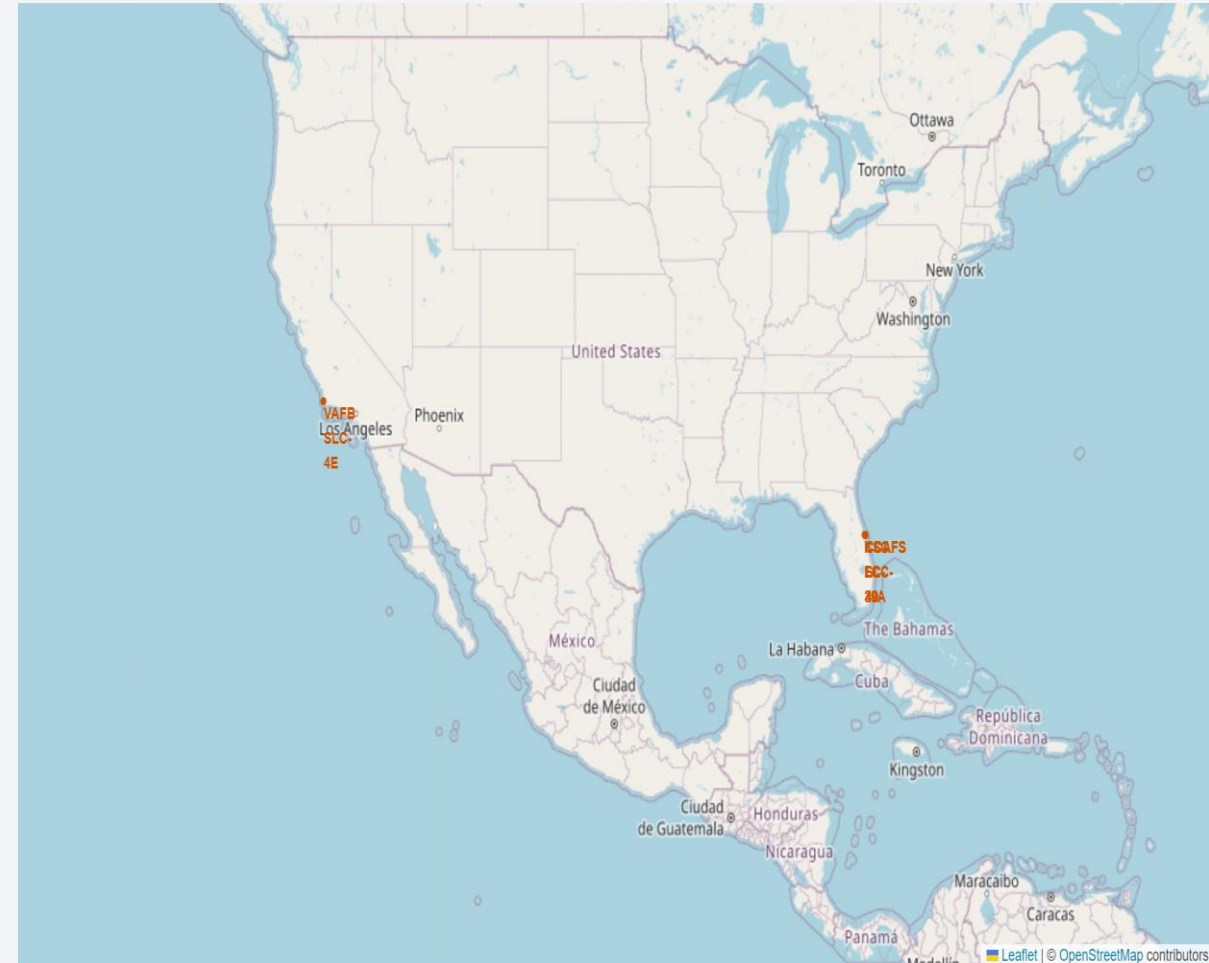 Ottawa
Toronto
New York
Washington
United States
VAFB
Los Angeles
SLC-
4E
Phoenix
The Bahamas
La Habana
México
Cuba
Ciudad
de México
República
Dominicana
Kingston
Ciudad
de Guatemala
Honduras
Nicaragua
Maracaibo
Caracas
Panamá
Medellín
Leaflet | © OpenStreetMap contributors